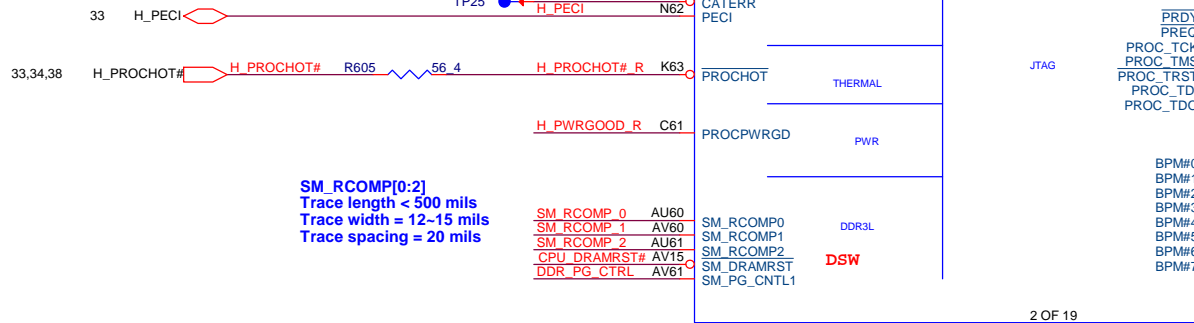 TP25
CATERR
33 H_PECI H_PECI N62 PECI
33,34,38 H_PROCHOT# H_PROCHOT# R605 56_4 H_PROCHOT#_R K63 PROCHOT
THERMAL
H_PWRGOOD_R C61 PROCPWRGD
PWR
SM_RCOMP[0:2]
Trace length < 500 mils
Trace width = 12~15 mils
Trace spacing = 20 mils
SM_RCOMP_0 AU60 SM_RCOMP0
SM_RCOMP_1 AV60 SM_RCOMP1
SM_RCOMP_2 AU61 SM_RCOMP2
CPU_DRAMRST# AV15 SM_DRAMRST
DDR_PG_CTRL AV61 SM_PG_CNTL1
DDR3L
DSW
JTAG
PRDY
PREQ
PROC_TCK
PROC_TMS
PROC_TRST
PROC_TD
PROC_TDO
BPM#0
BPM#1
BPM#2
BPM#3
BPM#4
BPM#5
BPM#6
BPM#7
2 OF 19